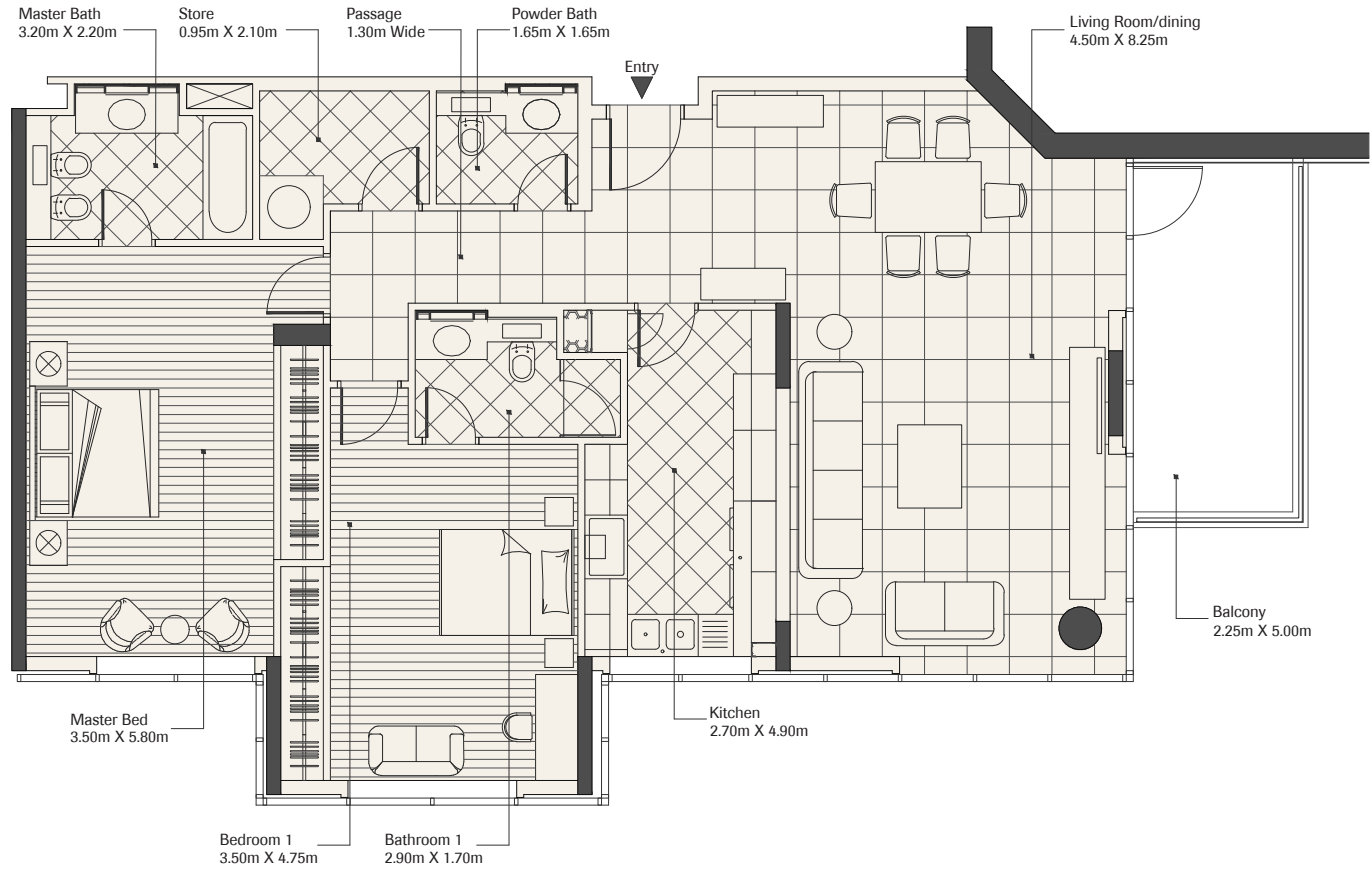 Master Bath
3.20m X 2.20m
Store
0.95m X 2.10m
Passage
1.30m Wide
Powder Bath
1.65m X 1.65m
Entry
Living Room/dining
4.50m X 8.25m
Balcony
2.25m X 5.00m
Master Bed
3.50m X 5.80m
Kitchen
2.70m X 4.90m
Bedroom 1
3.50m X 4.75m
Bathroom 1
2.90m X 1.70m